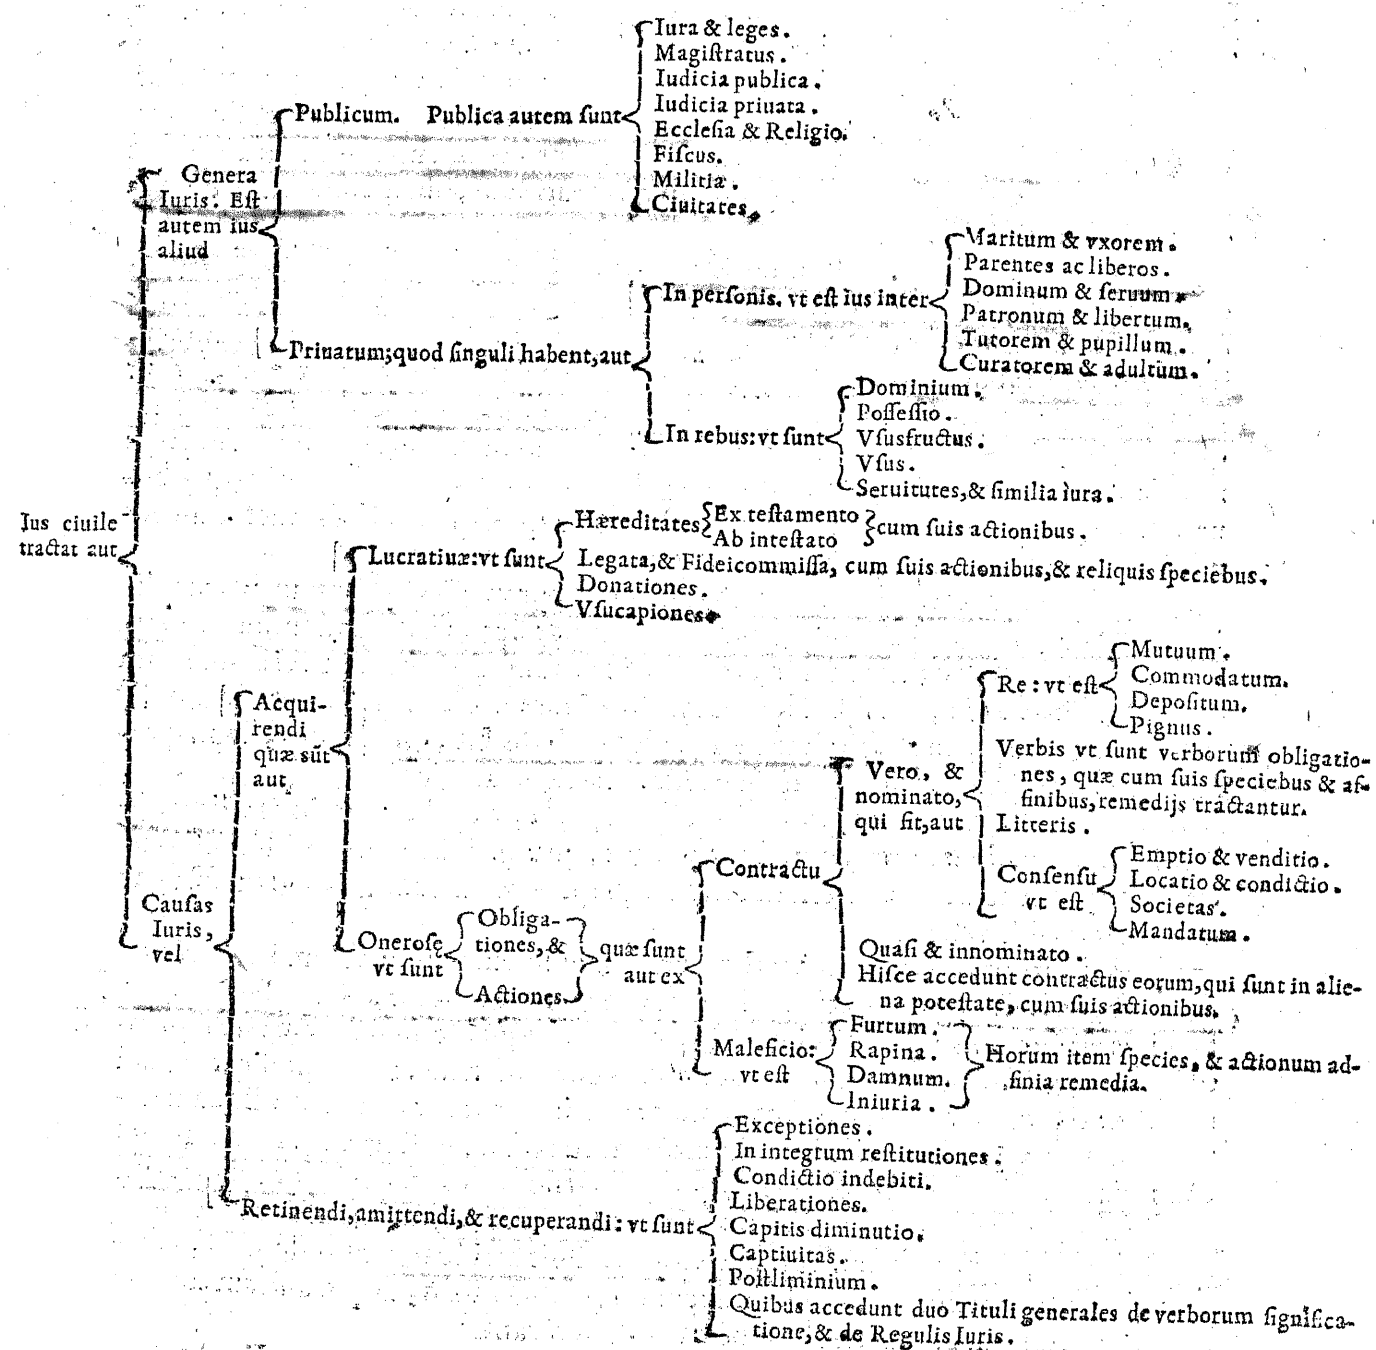 Iura & leges.
Magiſtratus.
Iudicia publica.
Publicum. Publica autem ſunt
Iudicia priuata.
Eccleſia & Religio.
Fiſcus.
Militiæ.
Ciuitates.
Genera
Iuris. Eſt
autem ius
aliud
Maritum & vxorem.
Parentes ac liberos.
In perſonis. vt eſt ius inter
Dominum & ſeruum.
Patronum & libertum.
Tutorem & pupillum.
Curatorem & adultum.
Priuatum; quod ſinguli habent, aut
Dominium.
Poſſeſſio.
In rebus: vt ſunt
Vſusfructus.
Vſus.
Seruitutes, & ſimilia iura.
Ius ciuile
tractat aut
Hæreditates
Ex teſtamento
Ab inteſtato
cum ſuis actionibus.
Lucratiuæ: vt ſunt
Legata, & Fideicommiſſa, cum ſuis actionibus, & reliquis ſpeciebus.
Donationes.
Vſucapiones.
Acqui-
rendi
quæ sūt
aut
Mutuum.
Re: vt eſt
Commodatum.
Depoſitum.
Pignus.
Verbis vt ſunt verborum obligatio-
nes, quæ cum ſuis ſpeciebus & af-
finibus, remedijs tractantur.
Vero, &
nominato,
qui fit, aut
Litteris.
Emptio & venditio.
Conſenſu
vt eſt
Locatio & condictio.
Societas.
Mandatum.
Contractu
Quaſi & innominato.
Hiſce accedunt contractus eorum, qui ſunt in alie-
na poteſtate, cum ſuis actionibus.
Cauſas
Iuris,
vel
Oneroſę
vt ſunt
Obliga-
tiones, &
Actiones
quæ ſunt
aut ex
Maleficio:
vt eſt
Furtum.
Rapina.
Damnum.
Iniuria.
Horum item ſpecies, & actionum ad-
finia remedia.
Retinendi, amittendi, & recuperandi: vt ſunt
Exceptiones.
In integrum reſtitutiones.
Condictio indebiti.
Liberationes.
Capitis diminutio.
Captiuitas.
Poſtliminium.
Quibus accedunt duo Tituli generales de verborum ſignifica-
tione, & de Regulis Iuris.